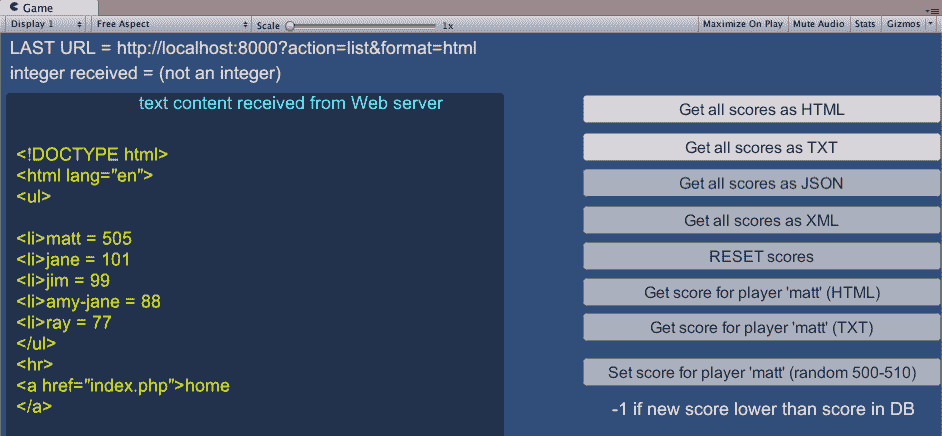 Game
Display 1 Free Aspect Scale 1x Maximize On Play Mute Audio Stats Gizmos
LAST URL = http://localhost:8000?action=list&format=html
integer received = (not an integer)
text content received from Web server
<!DOCTYPE html>
<html lang="en">
<ul>
<li>matt = 505
<li>jane = 101
<li>jim = 99
<li>amy-jane = 88
<li>ray = 77
</ul>
<hr>
<a href="index.php">home
</a>
Get all scores as HTML
Get all scores as TXT
Get all scores as JSON
Get all scores as XML
RESET scores
Get score for player 'matt' (HTML)
Get score for player 'matt' (TXT)
Set score for player 'matt' (random 500-510)
-1 if new score lower than score in DB